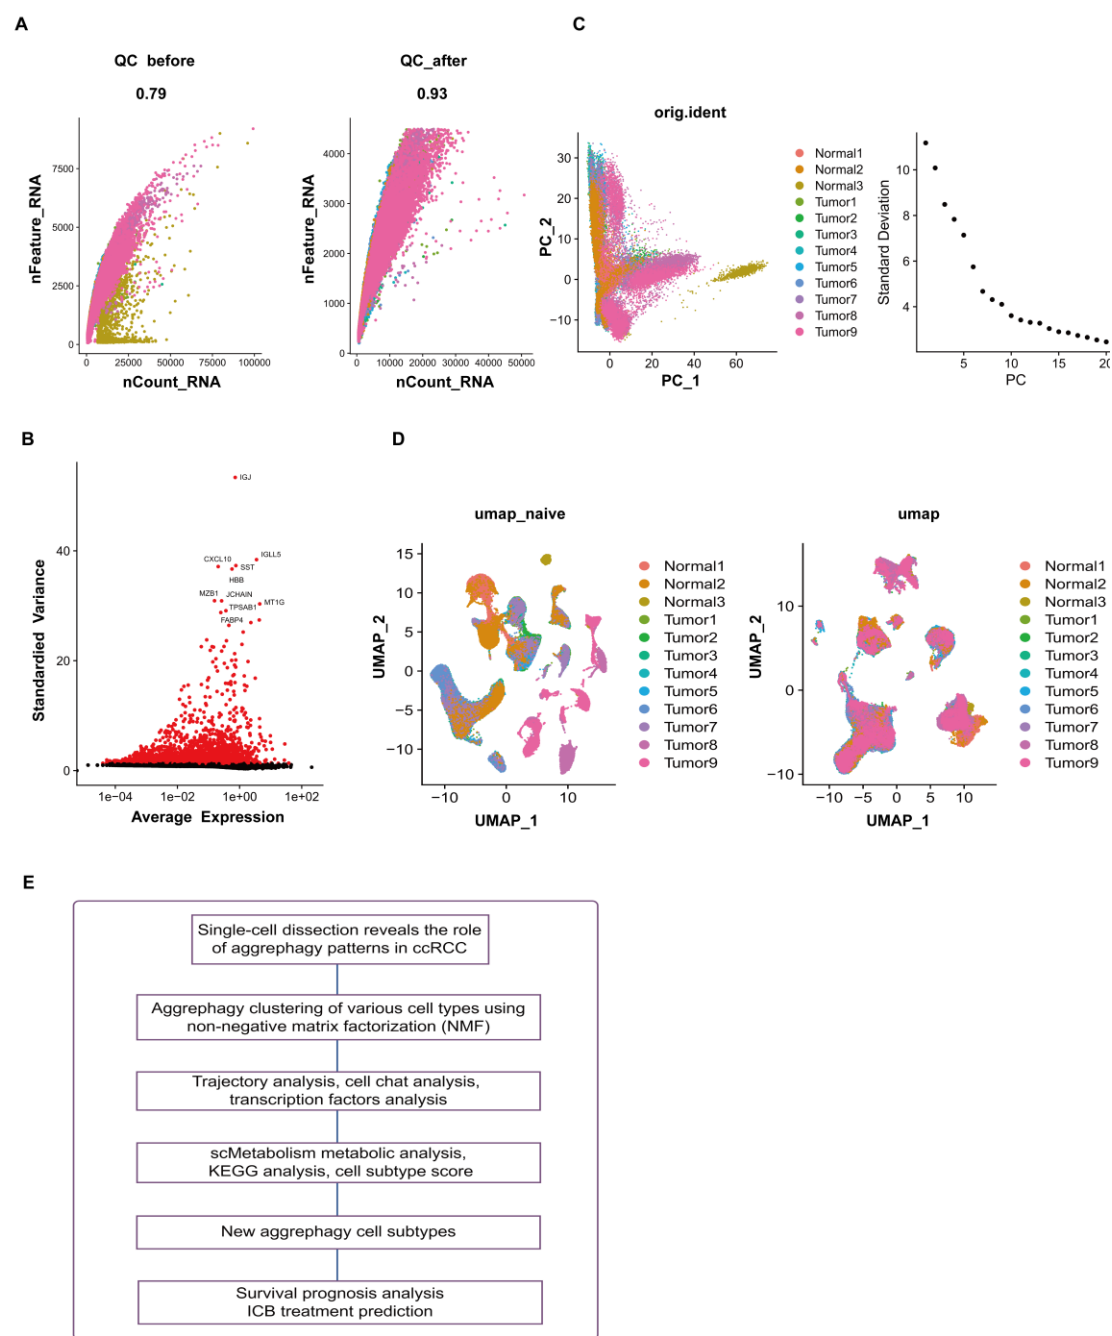 A
QC before
0.79
nFeature_RNA
7500
5000
2500
0
0
25000
50000
75000
100000
nCount_RNA
QC_after
0.93
nFeature_RNA
4000
3000
2000
1000
0
0
10000
20000
30000
40000
50000
nCount_RNA
C
orig.ident
PC_2
30
20
10
0
−10
0
20
40
60
PC_1
Normal1
Normal2
Normal3
Tumor1
Tumor2
Tumor3
Tumor4
Tumor5
Tumor6
Tumor7
Tumor8
Tumor9
Standard Deviation
10
8
6
4
5
10
15
20
PC
B
Standardied Variance
40
20
0
IGJ
IGLL5
CXCL10
SST
HBB
MZB1
JCHAIN
MT1G
TPSAB1
FABP4
1e−04
1e−02
1e+00
1e+02
Average Expression
D
umap_naive
UMAP_2
15
10
5
0
−5
−10
−10
0
10
UMAP_1
Normal1
Normal2
Normal3
Tumor1
Tumor2
Tumor3
Tumor4
Tumor5
Tumor6
Tumor7
Tumor8
Tumor9
umap
UMAP_2
10
0
−10
−10
−5
0
5
10
UMAP_1
Normal1
Normal2
Normal3
Tumor1
Tumor2
Tumor3
Tumor4
Tumor5
Tumor6
Tumor7
Tumor8
Tumor9
E
Single-cell dissection reveals the role
of aggrephagy patterns in ccRCC
Aggrephagy clustering of various cell types using
non-negative matrix factorization (NMF)
Trajectory analysis, cell chat analysis,
transcription factors analysis
scMetabolism metabolic analysis,
KEGG analysis, cell subtype score
New aggrephagy cell subtypes
Survival prognosis analysis
ICB treatment prediction